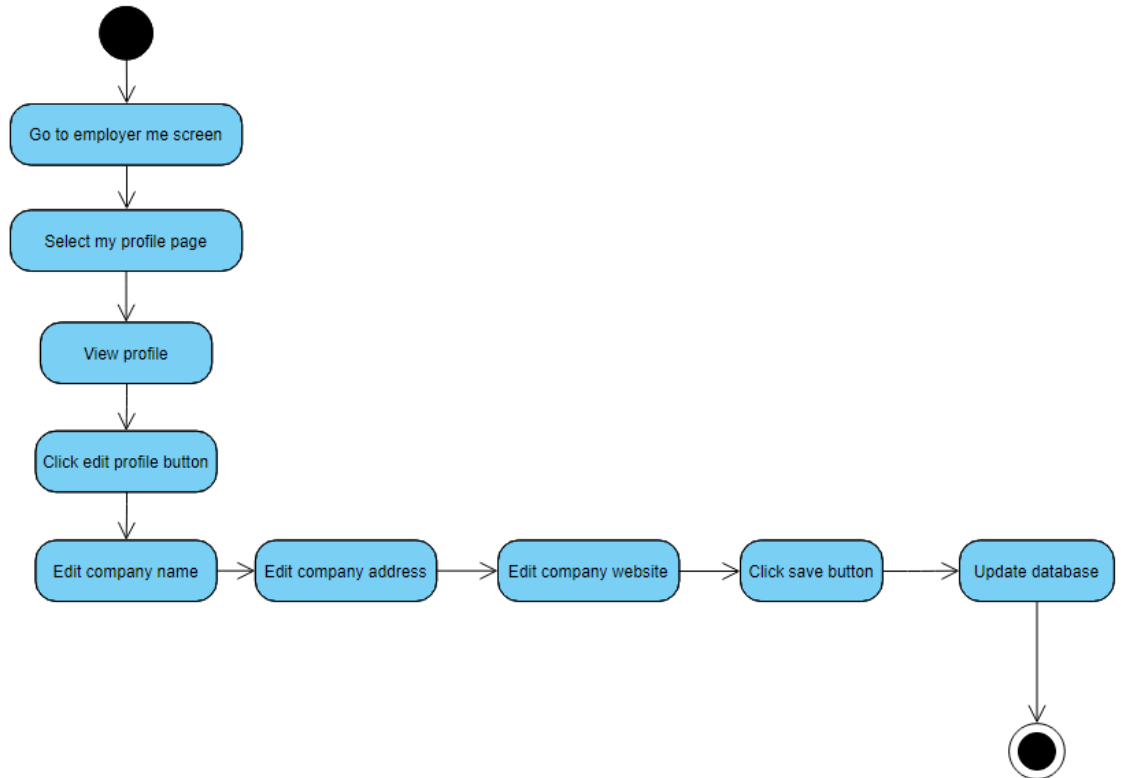 Go to employer me screen
Select my profile page
View profile
Click edit profile button
Edit company name
Edit company address
Edit company website
Click save button
Update database